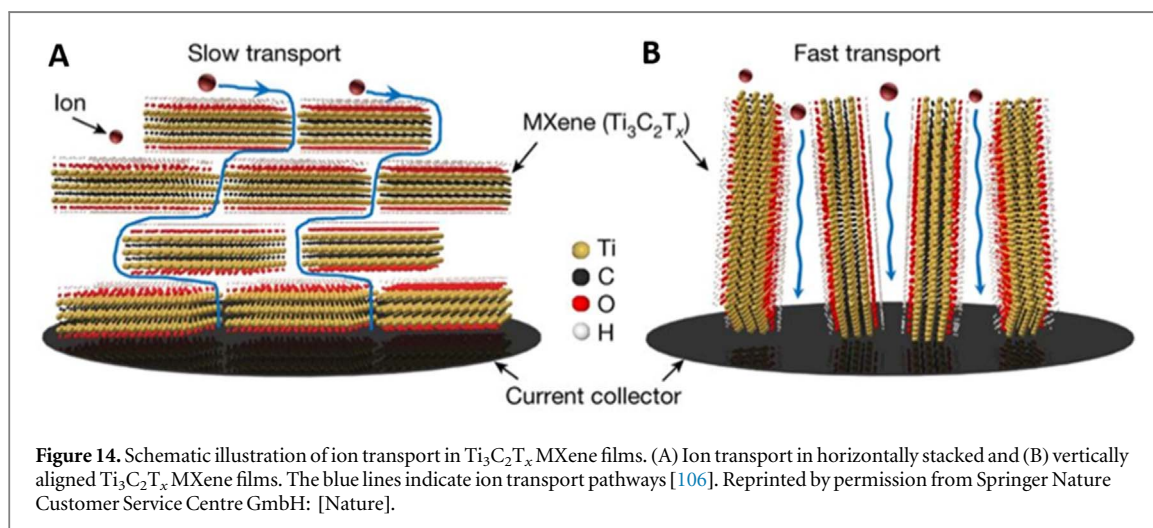 A
Slow transport
B
Fast transport
Ion
MXene (Ti₃C₂Tₓ)
Ti
C
O
H
Current collector
Figure 14. Schematic illustration of ion transport in Ti₃C₂Tₓ MXene films. (A) Ion transport in horizontally stacked and (B) vertically
aligned Ti₃C₂Tₓ MXene films. The blue lines indicate ion transport pathways [106]. Reprinted by permission from Springer Nature
Customer Service Centre GmbH: [Nature].